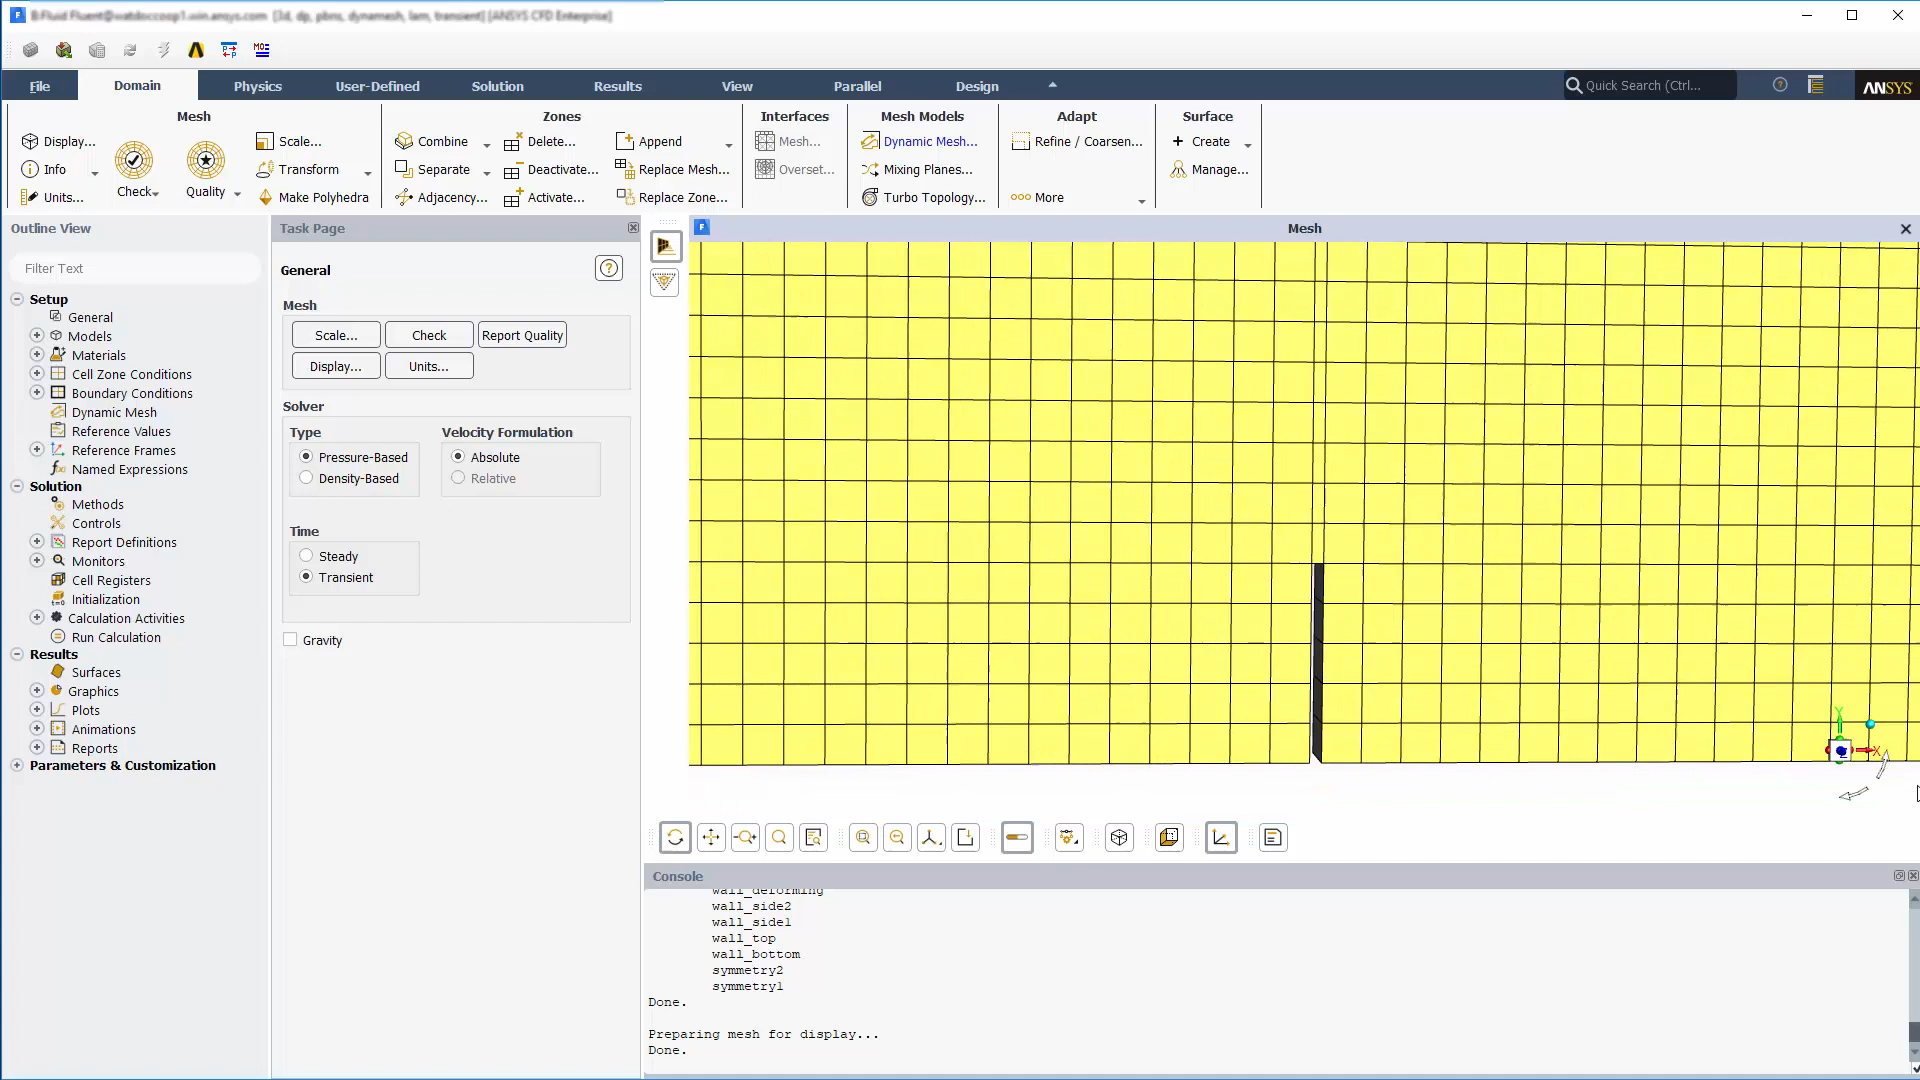 B:Fluid Fluent@watdoccoop1.win.ansys.com [3d, dp, pbns, dynamesh, lam, transient] [ANSYS CFD Enterprise]
File Domain Physics User-Defined Solution Results View Parallel Design Quick Search (Ctrl... ANSYS
Mesh
Display...
Info
Units...
Check
Quality
Scale...
Transform
Make Polyhedra
Zones
Combine
Separate
Adjacency...
Delete...
Deactivate...
Activate...
Append
Replace Mesh...
Replace Zone...
Interfaces
Mesh...
Overset...
Mesh Models
Dynamic Mesh...
Mixing Planes...
Turbo Topology...
Adapt
Refine / Coarsen...
More
Surface
Create
Manage...
Outline View
Filter Text
Setup
General
Models
Materials
Cell Zone Conditions
Boundary Conditions
Dynamic Mesh
Reference Values
Reference Frames
Named Expressions
Solution
Methods
Controls
Report Definitions
Monitors
Cell Registers
Initialization
Calculation Activities
Run Calculation
Results
Surfaces
Graphics
Plots
Animations
Reports
Parameters & Customization
Task Page
General
Mesh
Scale... Check Report Quality
Display... Units...
Solver
Type
Pressure-Based
Density-Based
Velocity Formulation
Absolute
Relative
Time
Steady
Transient
Gravity
Mesh
Y
X
Z
Console
wall_deforming
wall_side2
wall_side1
wall_top
wall_bottom
symmetry2
symmetry1
Done.
Preparing mesh for display...
Done.